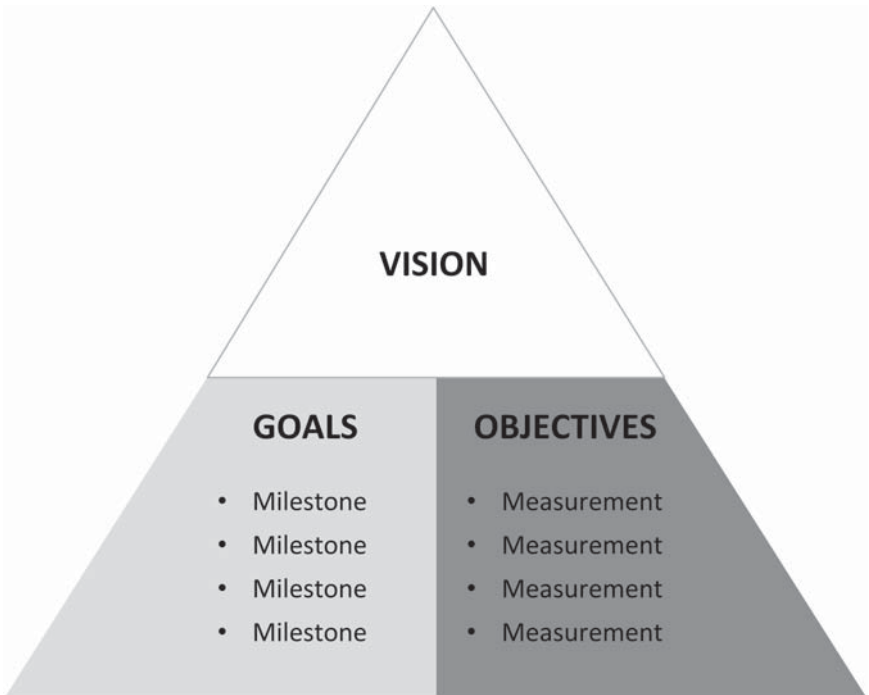 VISION
GOALS
• Milestone
• Milestone
• Milestone
• Milestone
OBJECTIVES
• Measurement
• Measurement
• Measurement
• Measurement